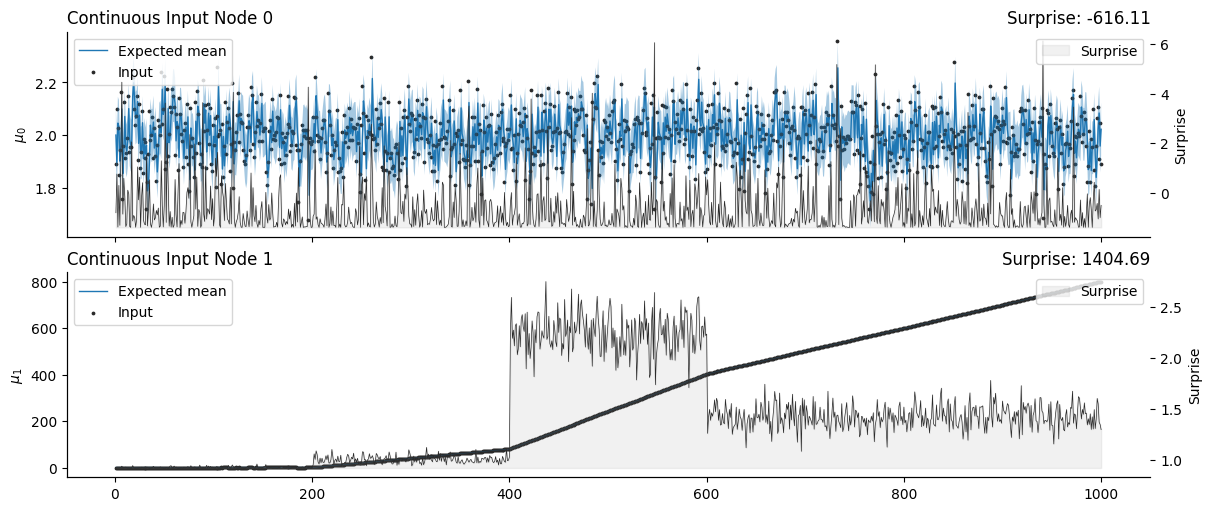 Continuous Input Node 0
Surprise: -616.11
Expected mean
Input
Surprise
2.2
2.0
1.8
μ0
6
4
2
0
Surprise
Continuous Input Node 1
Surprise: 1404.69
Expected mean
Input
Surprise
800
600
400
200
0
μ1
2.5
2.0
1.5
1.0
Surprise
0
200
400
600
800
1000